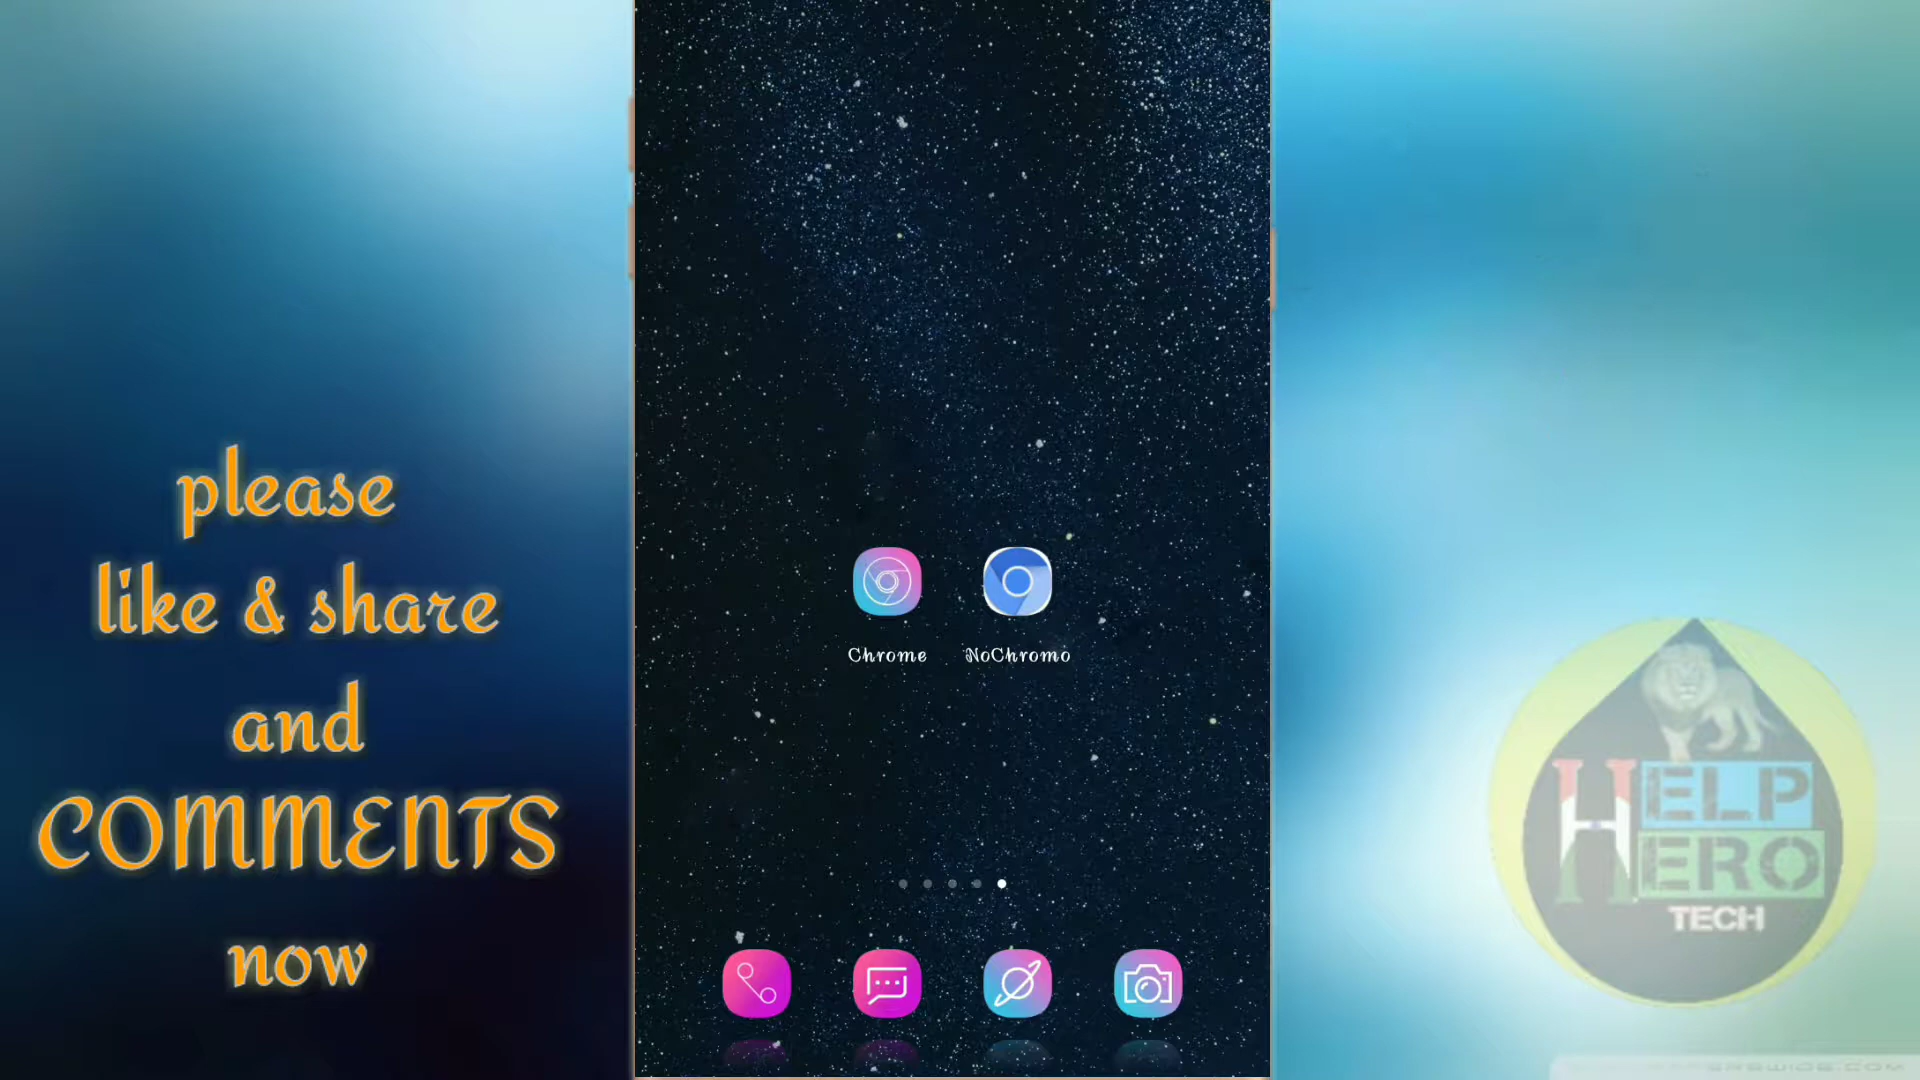 please
like & share
and
COMMENTS
now
Chrome
NoChromo
HELP
HERO
TECH